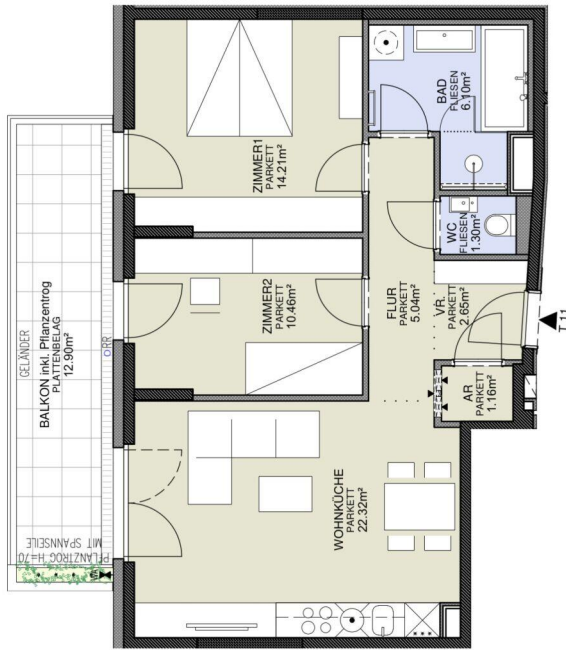 GELÄNDER
BALKON inkl. Pflanzentrog
PLATTENBELAG
12.90m²
RR
PFLANZTROG H=70
MIT SPANNSEILE
ZIMMER1
PARKETT
14.21m²
BAD
FLIESEN
6.10m²
ZIMMER2
PARKETT
10.46m²
FLUR
PARKETT
5.04m²
WC
FLIESEN
1.30m²
VR.
PARKETT
2.65m²
AR
PARKETT
1.16m²
T 11
WOHNKÜCHE
PARKETT
22.32m²